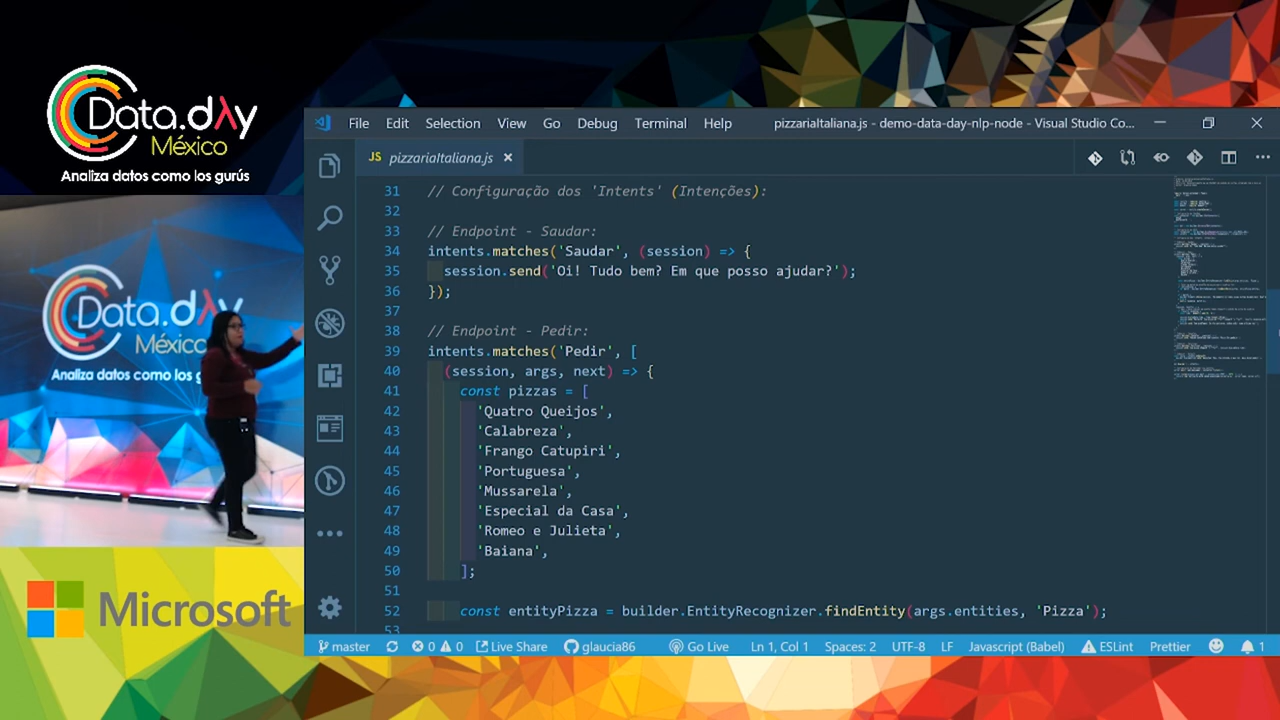 Data.dAy
México
Analiza datos como los gurús
File Edit Selection View Go Debug Terminal Help
pizzariaItaliana.js - demo-data-day-nlp-node - Visual Studio Co...
JS pizzariaItaliana.js
31 // Configuração dos 'Intents' (Intenções):
32
33 // Endpoint - Saudar:
34 intents.matches('Saudar', (session) => {
35 session.send('Oi! Tudo bem? Em que posso ajudar?');
36 });
37
38 // Endpoint - Pedir:
39 intents.matches('Pedir', [
40 (session, args, next) => {
41 const pizzas = [
42 'Quatro Queijos',
43 'Calabreza',
44 'Frango Catupiri',
45 'Portuguesa',
46 'Mussarela',
47 'Especial da Casa',
48 'Romeo e Julieta',
49 'Baiana',
50 ];
51
52 const entityPizza = builder.EntityRecognizer.findEntity(args.entities, 'Pizza');
53
master 0 0 Live Share glaucia86 Go Live Ln 1, Col 1 Spaces: 2 UTF-8 LF Javascript (Babel) ESLint Prettier 1
Data.dAy
México
Analiza datos como los g
Microsoft